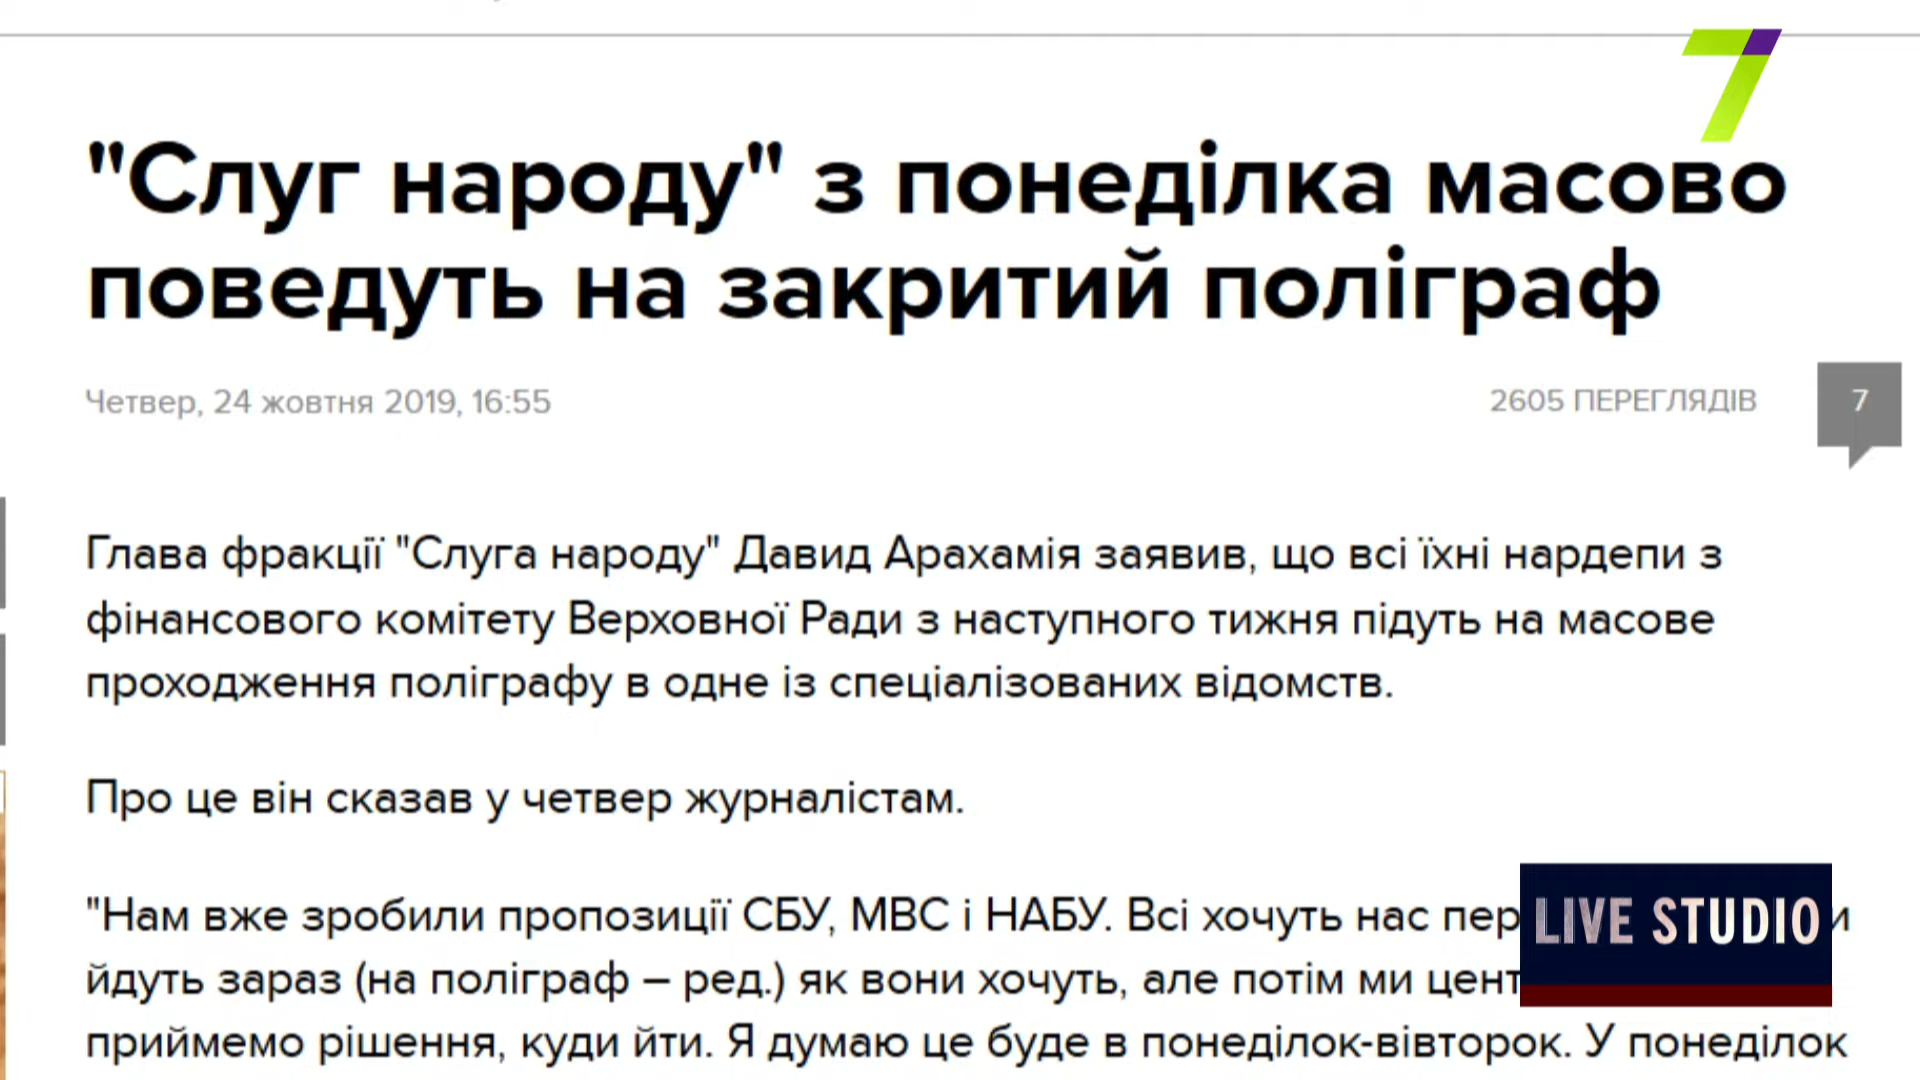 7
"Слуг народу" з понеділка масово
поведуть на закритий поліграф
Четвер, 24 жовтня 2019, 16:55
2605 ПЕРЕГЛЯДІВ
7
Глава фракції "Слуга народу" Давид Арахамія заявив, що всі їхні нардепи з
фінансового комітету Верховної Ради з наступного тижня підуть на масове
проходження поліграфу в одне із спеціалізованих відомств.
Про це він сказав у четвер журналістам.
"Нам вже зробили пропозиції СБУ, МВС і НАБУ. Всі хочуть нас
йдуть зараз (на поліграф – ред.) як вони хочуть, але потім ми
приймемо рішення, куди йти. Я думаю це буде в понеділок-вівторок. У понеділок
LIVE STUDIO